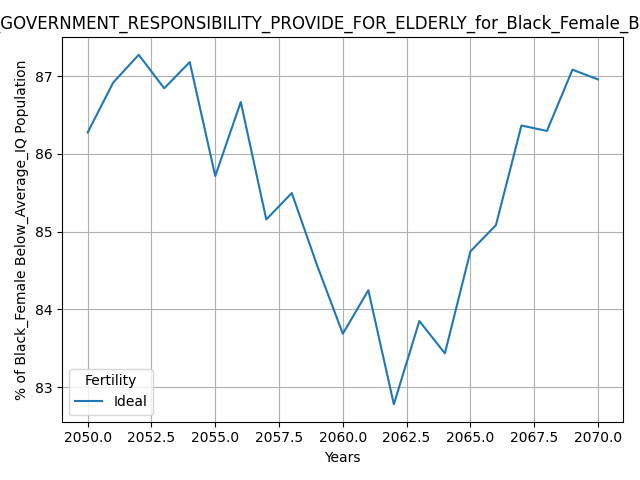 GOVERNMENT_RESPONSIBILITY_PROVIDE_FOR_ELDERLY_for_Black_Female_B
% of Black_Female Below_Average_IQ Population
87
86
85
84
83
Fertility
Ideal
2050.0 2052.5 2055.0 2057.5 2060.0 2062.5 2065.0 2067.5 2070.0
Years